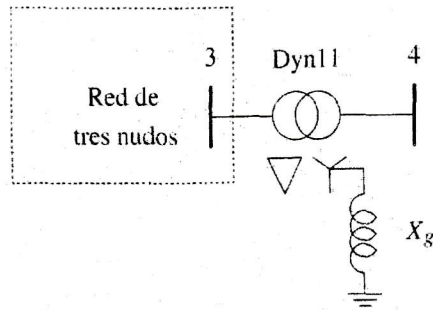 3
Dyn11
4
Red de
tres nudos
X_g